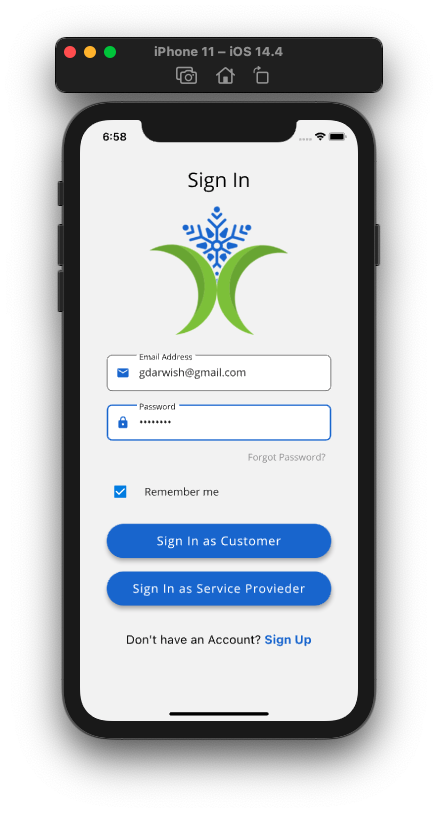 iPhone 11 – iOS 14.4
6:58
Sign In
Email Address
gdarwish@gmail.com
Password
••••••••
Forgot Password?
Remember me
Sign In as Customer
Sign In as Service Provieder
Don't have an Account? Sign Up